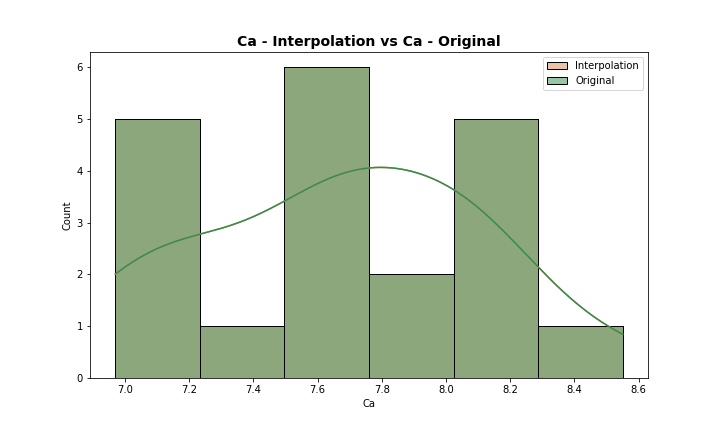 Ca - Interpolation vs Ca - Original
Interpolation
Original
Count
6
5
4
3
2
1
0
7.0 7.2 7.4 7.6 7.8 8.0 8.2 8.4 8.6
Ca